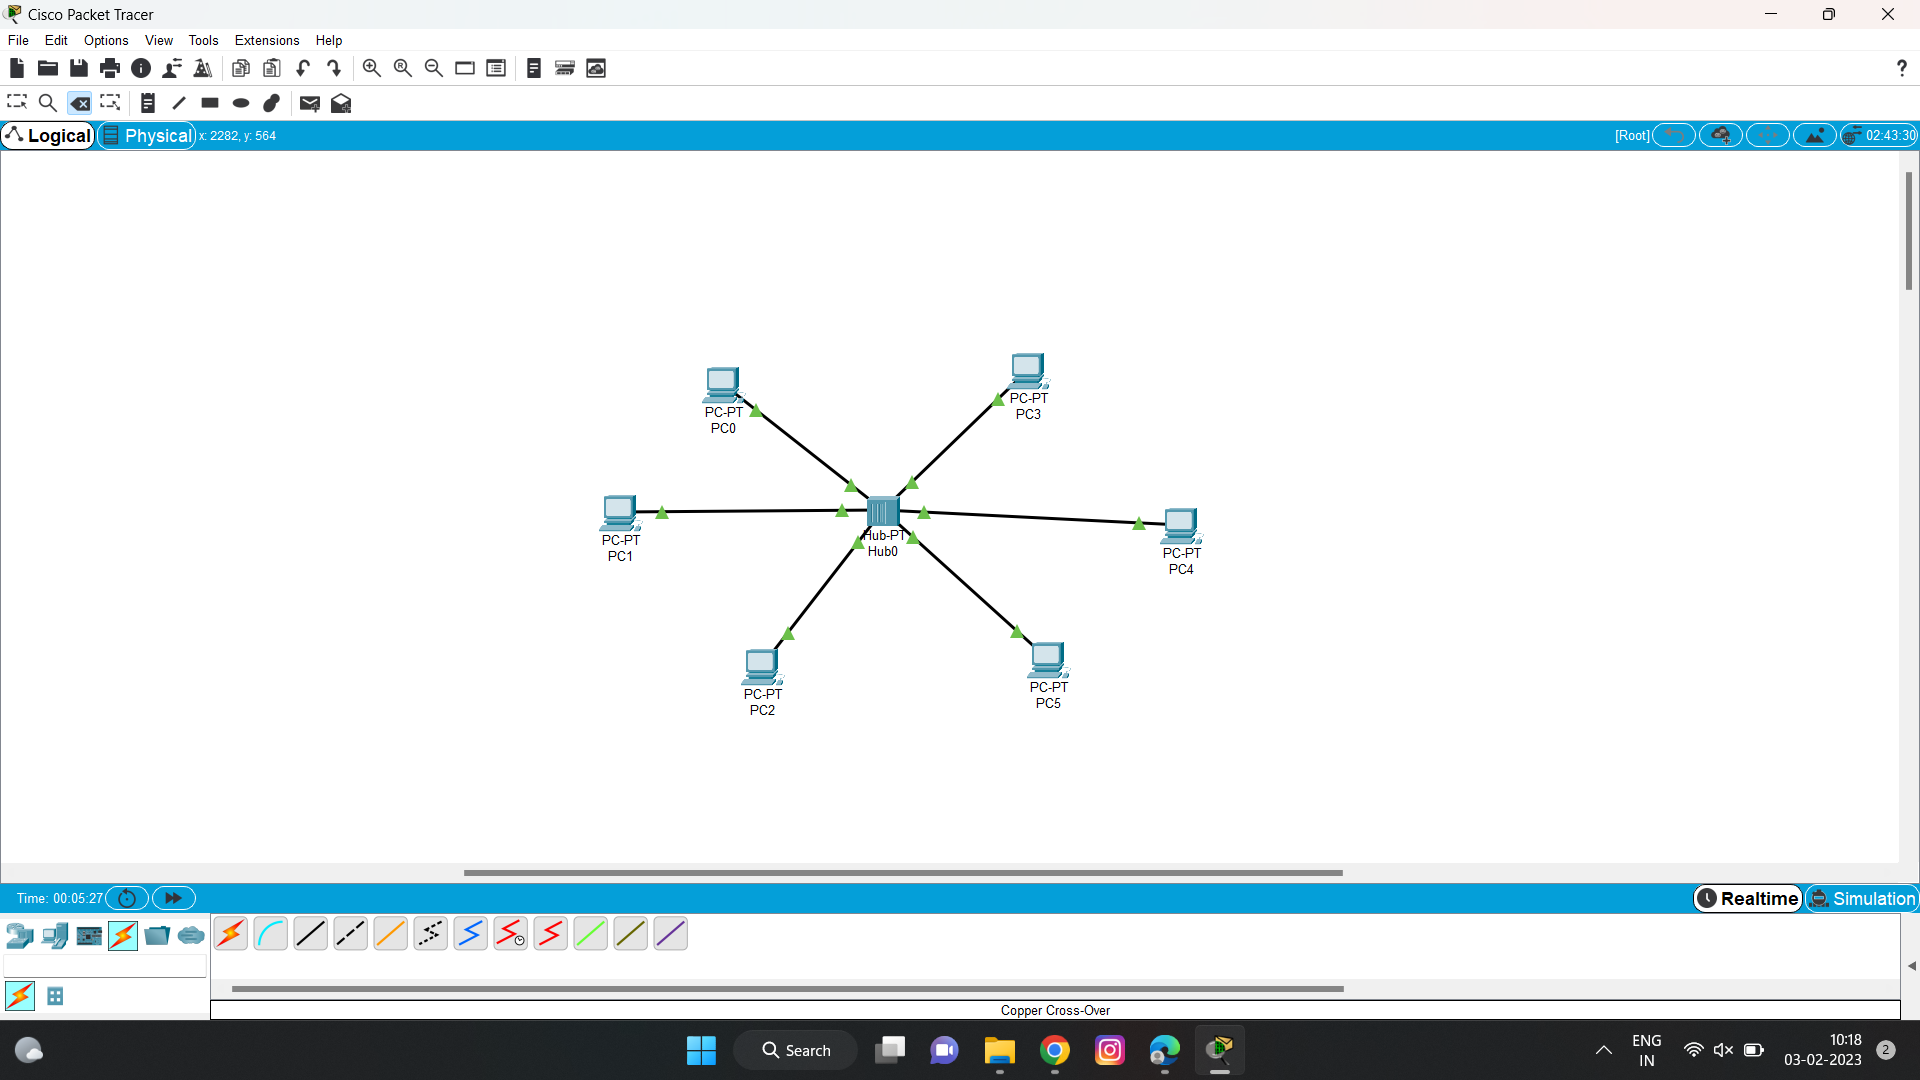 Cisco Packet Tracer
File Edit Options View Tools Extensions Help
?
Logical Physical x: 2282, y: 564 [Root] 02:43:30
PC-PT
PC0
PC-PT
PC3
PC-PT
PC1
Hub-PT
Hub0
PC-PT
PC4
PC-PT
PC2
PC-PT
PC5
Time: 00:05:27 Realtime Simulation
Copper Cross-Over
Search
ENG
IN
10:18
03-02-2023
2